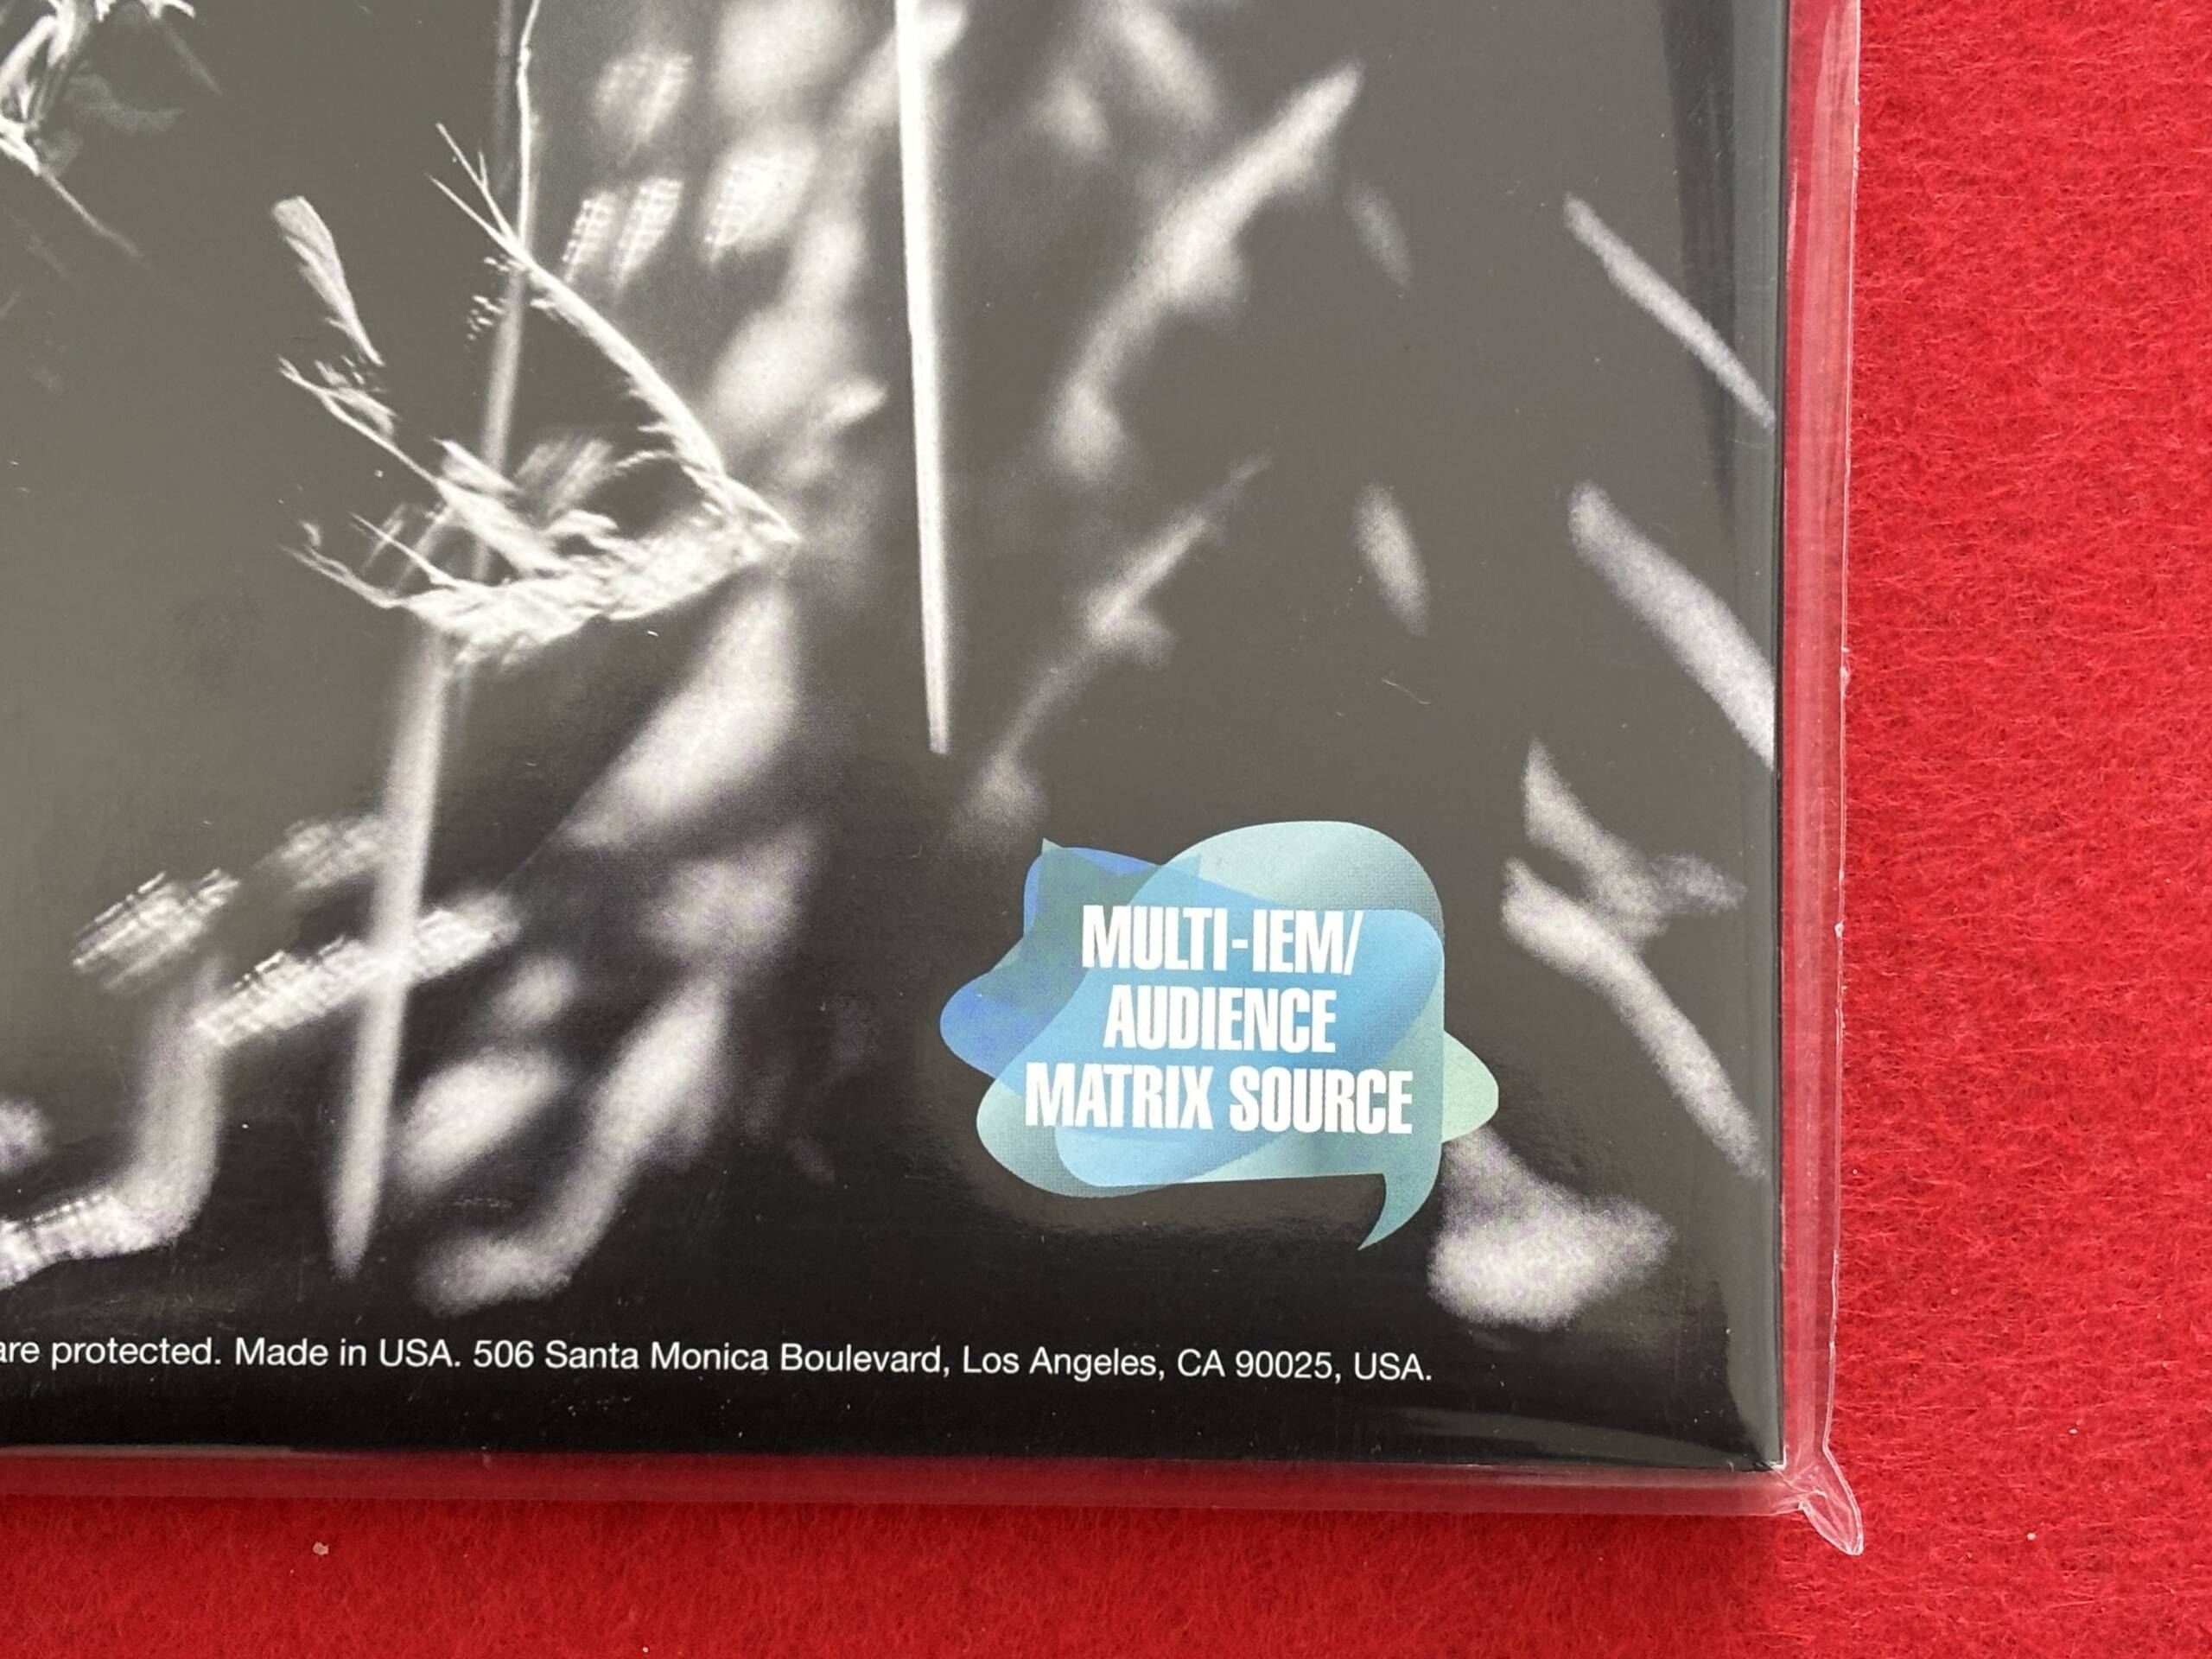 MULTI-IEM/
AUDIENCE
MATRIX SOURCE
are protected. Made in USA. 506 Santa Monica Boulevard, Los Angeles, CA 90025, USA.